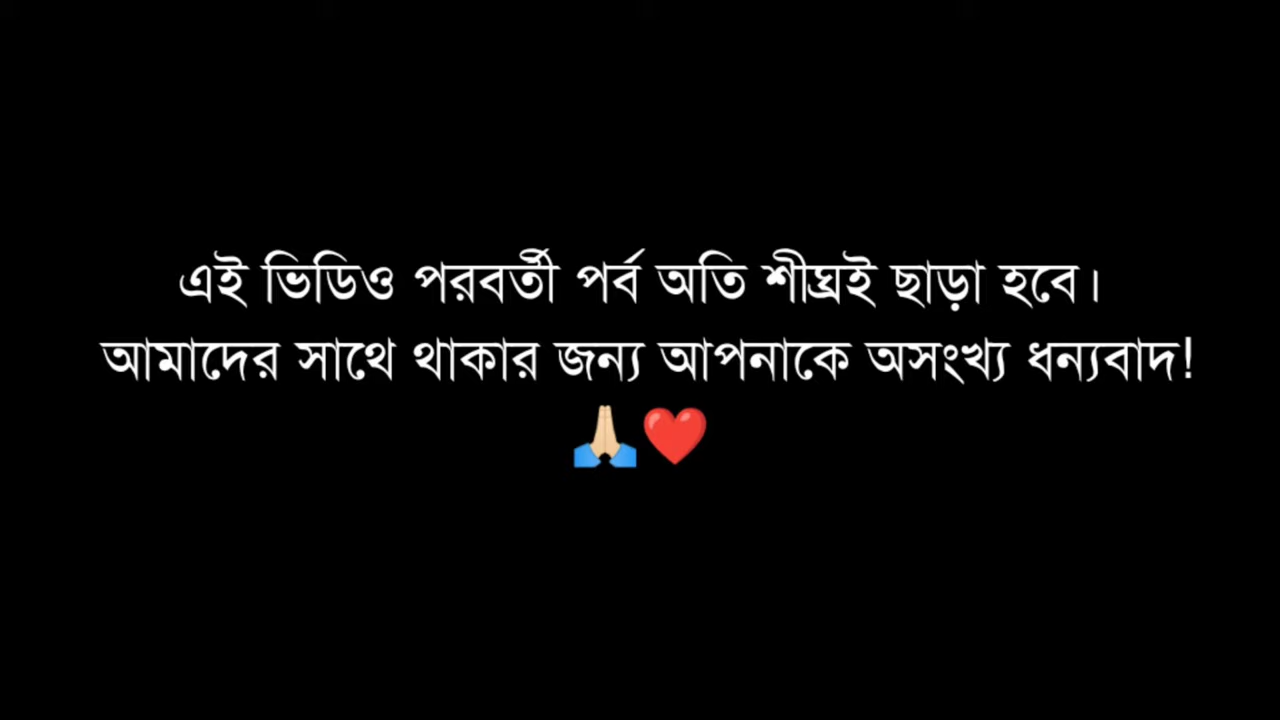 এই ভিডিও পরবর্তী পর্ব অতি শীঘ্রই ছাড়া হবে।
আমাদের সাথে থাকার জন্য আপনাকে অসংখ্য ধন্যবাদ!
🙏🏼❤️